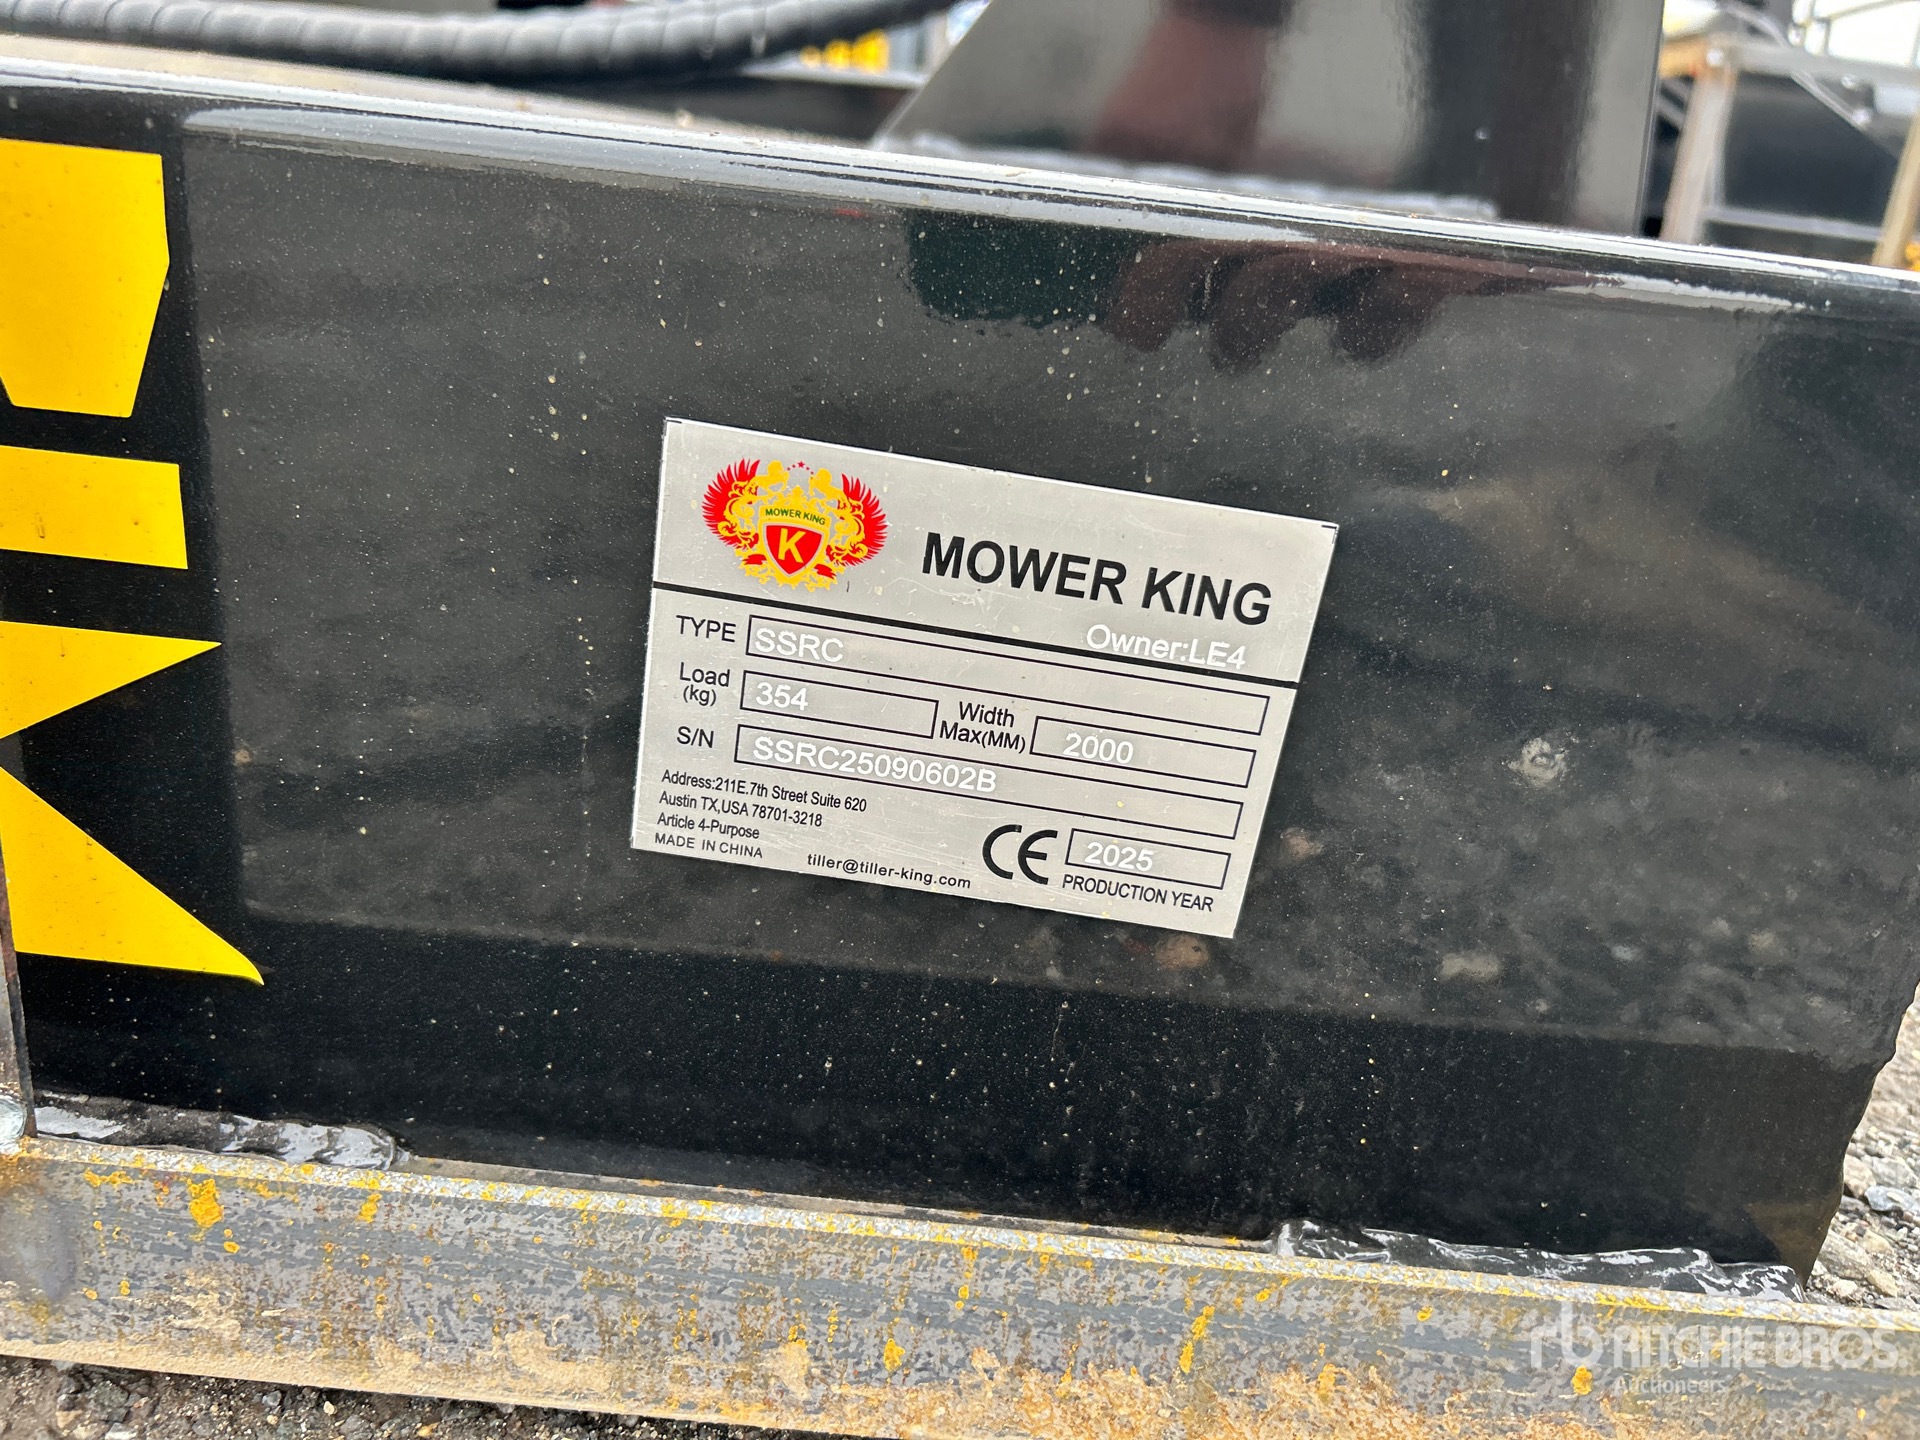 MOWER KING
K
MOWER KING
Owner:LE4
TYPE SSRC
Load (kg) 354 Width Max(MM) 2000
S/N SSRC25090602B
Address:211E.7th Street Suite 620
Austin TX,USA 78701-3218
Article 4-Purpose
MADE IN CHINA
tiller@tiller-king.com
CE 2025
PRODUCTION YEAR
rb RITCHIE BROS.
Auctioneers